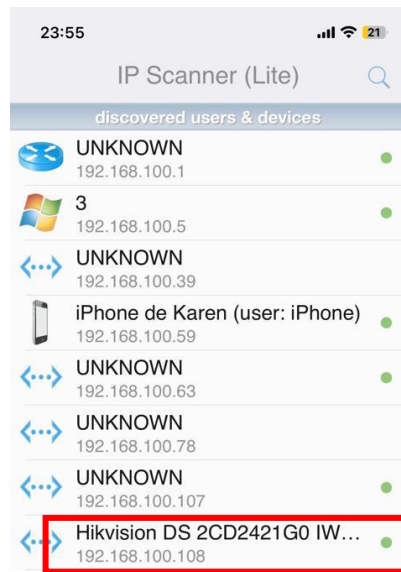 23:55
21
IP Scanner (Lite)
discovered users & devices
UNKNOWN
192.168.100.1
3
192.168.100.5
UNKNOWN
192.168.100.39
iPhone de Karen (user: iPhone)
192.168.100.59
UNKNOWN
192.168.100.63
UNKNOWN
192.168.100.78
UNKNOWN
192.168.100.107
Hikvision DS 2CD2421G0 IW...
192.168.100.108